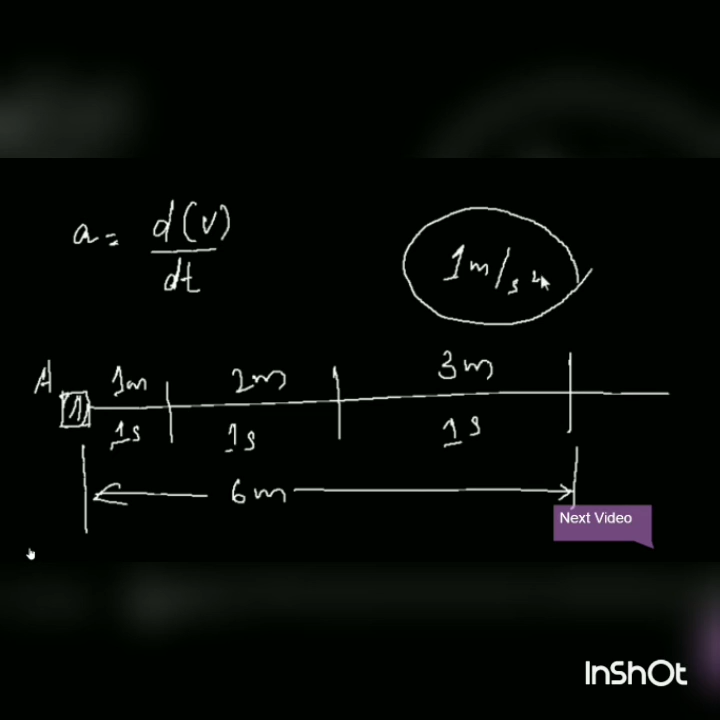 a = d(v)/dt
1m/s²
A 1m 2m 3m
1s 1s 1s
6m
Next Video
InShOt